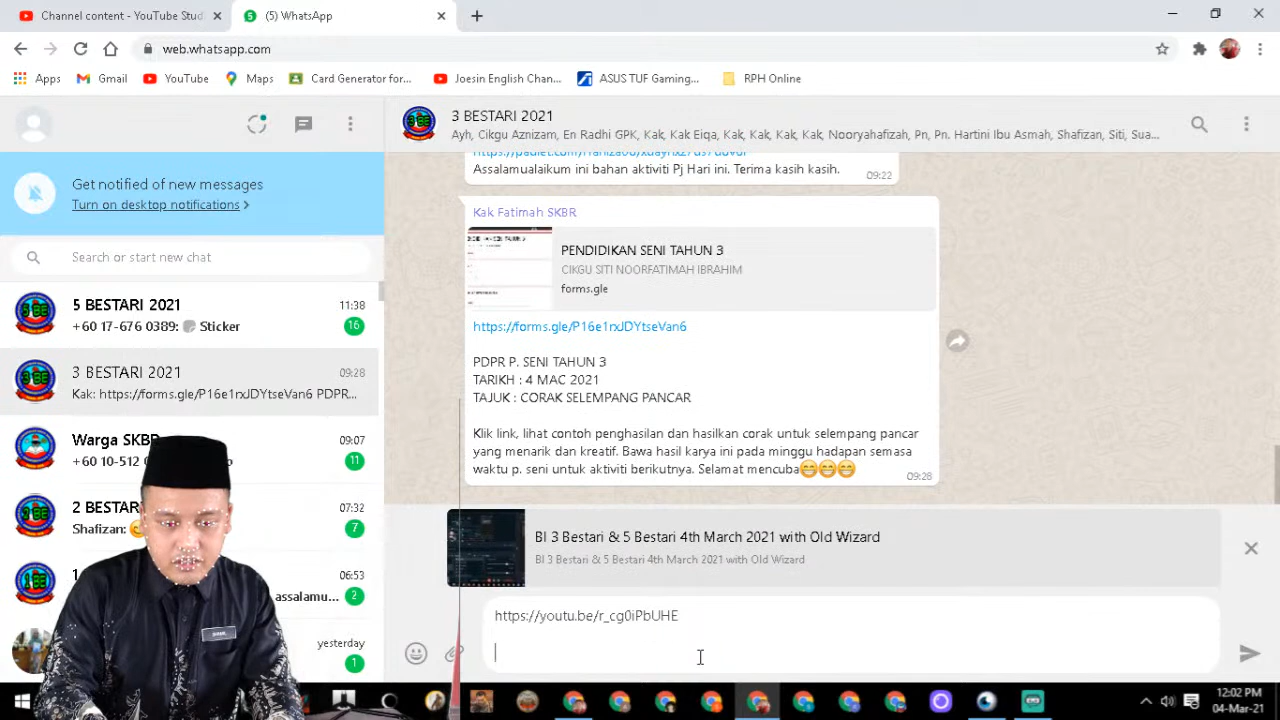 Content - YouTube Stud
(5) WhatsApp
web.whatsapp.com
Apps
Gmail
YouTube
Maps
Card Generator for...
Joesin English Chan...
ASUS TUF Gaming...
RPH Online
3 BESTARI 2021
Ayh, Cikgu Aznizam, En Radhi GPK, Kak, Kak Eiqa, Kak, Kak, Kak, Kak, Nooryahafizah, Pn, Pn. Hartini Ibu Asmah, Shafizan, Siti, Sua...
Get notified of new messages
Turn on desktop notifications >
Search or start new chat
5 BESTARI 2021
11:38
+60 17-676 0389: Sticker
16
3 BESTARI 2021
09:28
Kak: https://forms.gle/P16e1rxJDYtseVan6 PDPR...
Warga SKBR
09:07
+60 10-512 0
11
2 BESTAR
07:32
Shafizan:
7
06:53
assalamu...
2
yesterday
1
Assalamualaikum ini bahan aktiviti Pj Hari ini. Terima kasih kasih.
09:22
Kak Fatimah SKBR
PENDIDIKAN SENI TAHUN 3
CIKGU SITI NOORFATIMAH IBRAHIM
forms.gle
https://forms.gle/P16e1rxJDYtseVan6
PDPR P. SENI TAHUN 3
TARIKH : 4 MAC 2021
TAJUK : CORAK SELEMPANG PANCAR
Klik link, lihat contoh penghasilan dan hasilkan corak untuk selempang pancar
yang menarik dan kreatif. Bawa hasil karya ini pada minggu hadapan semasa
waktu p. seni untuk aktiviti berikutnya. Selamat mencuba😁😁😁
09:28
BI 3 Bestari & 5 Bestari 4th March 2021 with Old Wizard
BI 3 Bestari & 5 Bestari 4th March 2021 with Old Wizard
https://youtu.be/r_cg0iPbUHE
12:02 PM
04-Mar-21